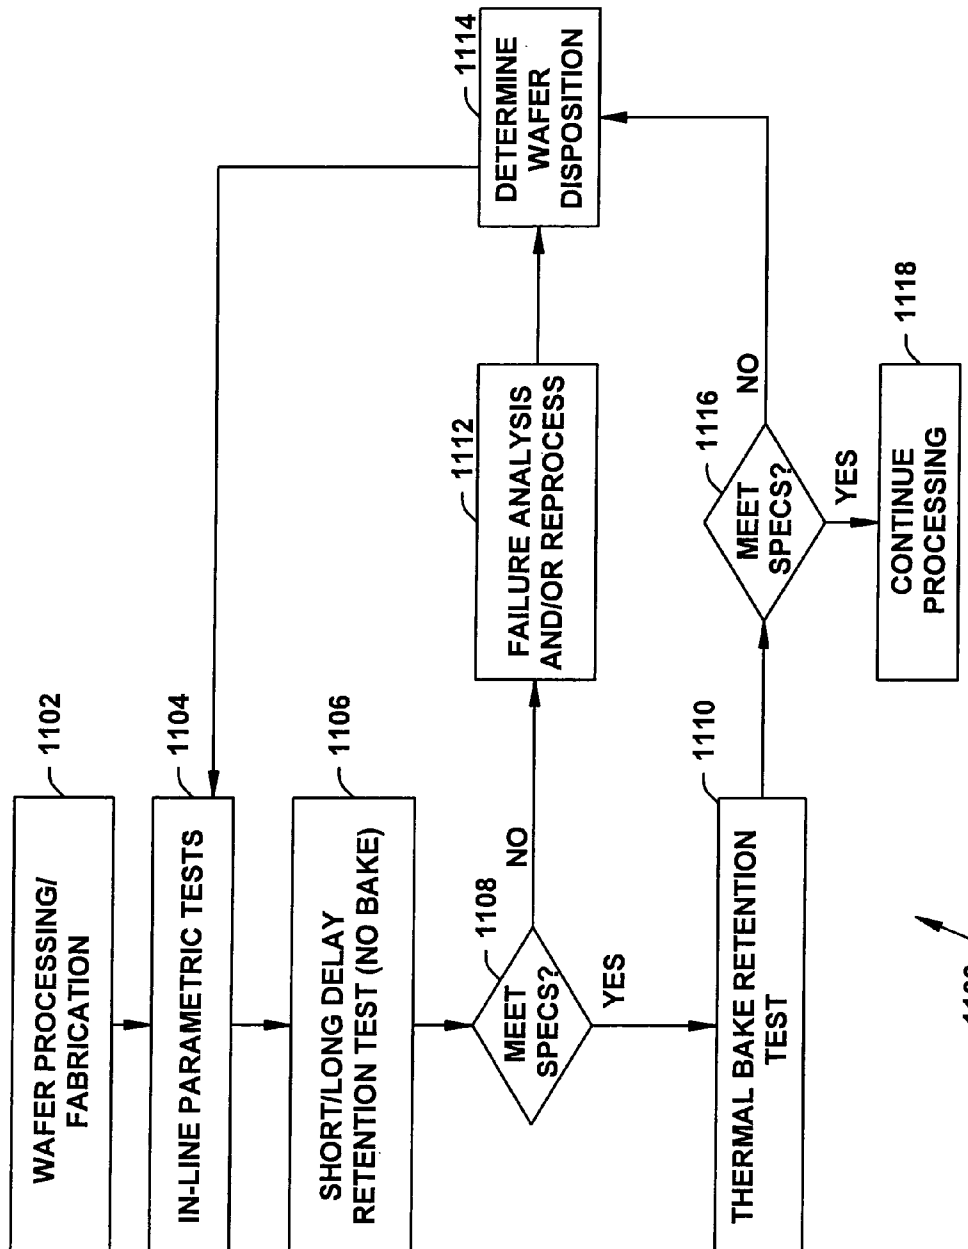 1102
WAFER PROCESSING/
FABRICATION
1104
IN-LINE PARAMETRIC TESTS
1106
SHORT/LONG DELAY
RETENTION TEST (NO BAKE)
1108
MEET
SPECS?
NO
YES
1112
FAILURE ANALYSIS
AND/OR REPROCESS
1114
DETERMINE
WAFER
DISPOSITION
1110
THERMAL BAKE RETENTION
TEST
1116
MEET
SPECS?
NO
YES
1118
CONTINUE
PROCESSING